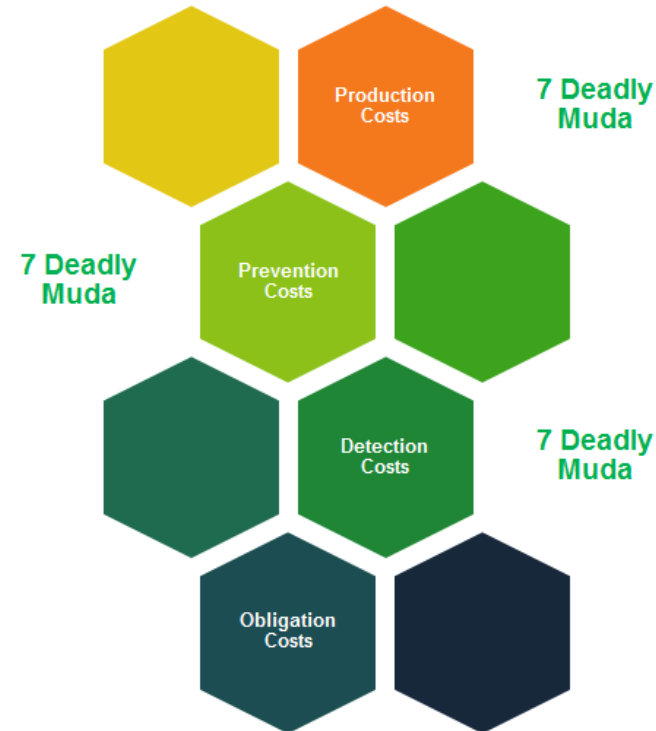 Production
Costs
7 Deadly
Muda
7 Deadly
Muda
Prevention
Costs
Detection
Costs
7 Deadly
Muda
Obligation
Costs